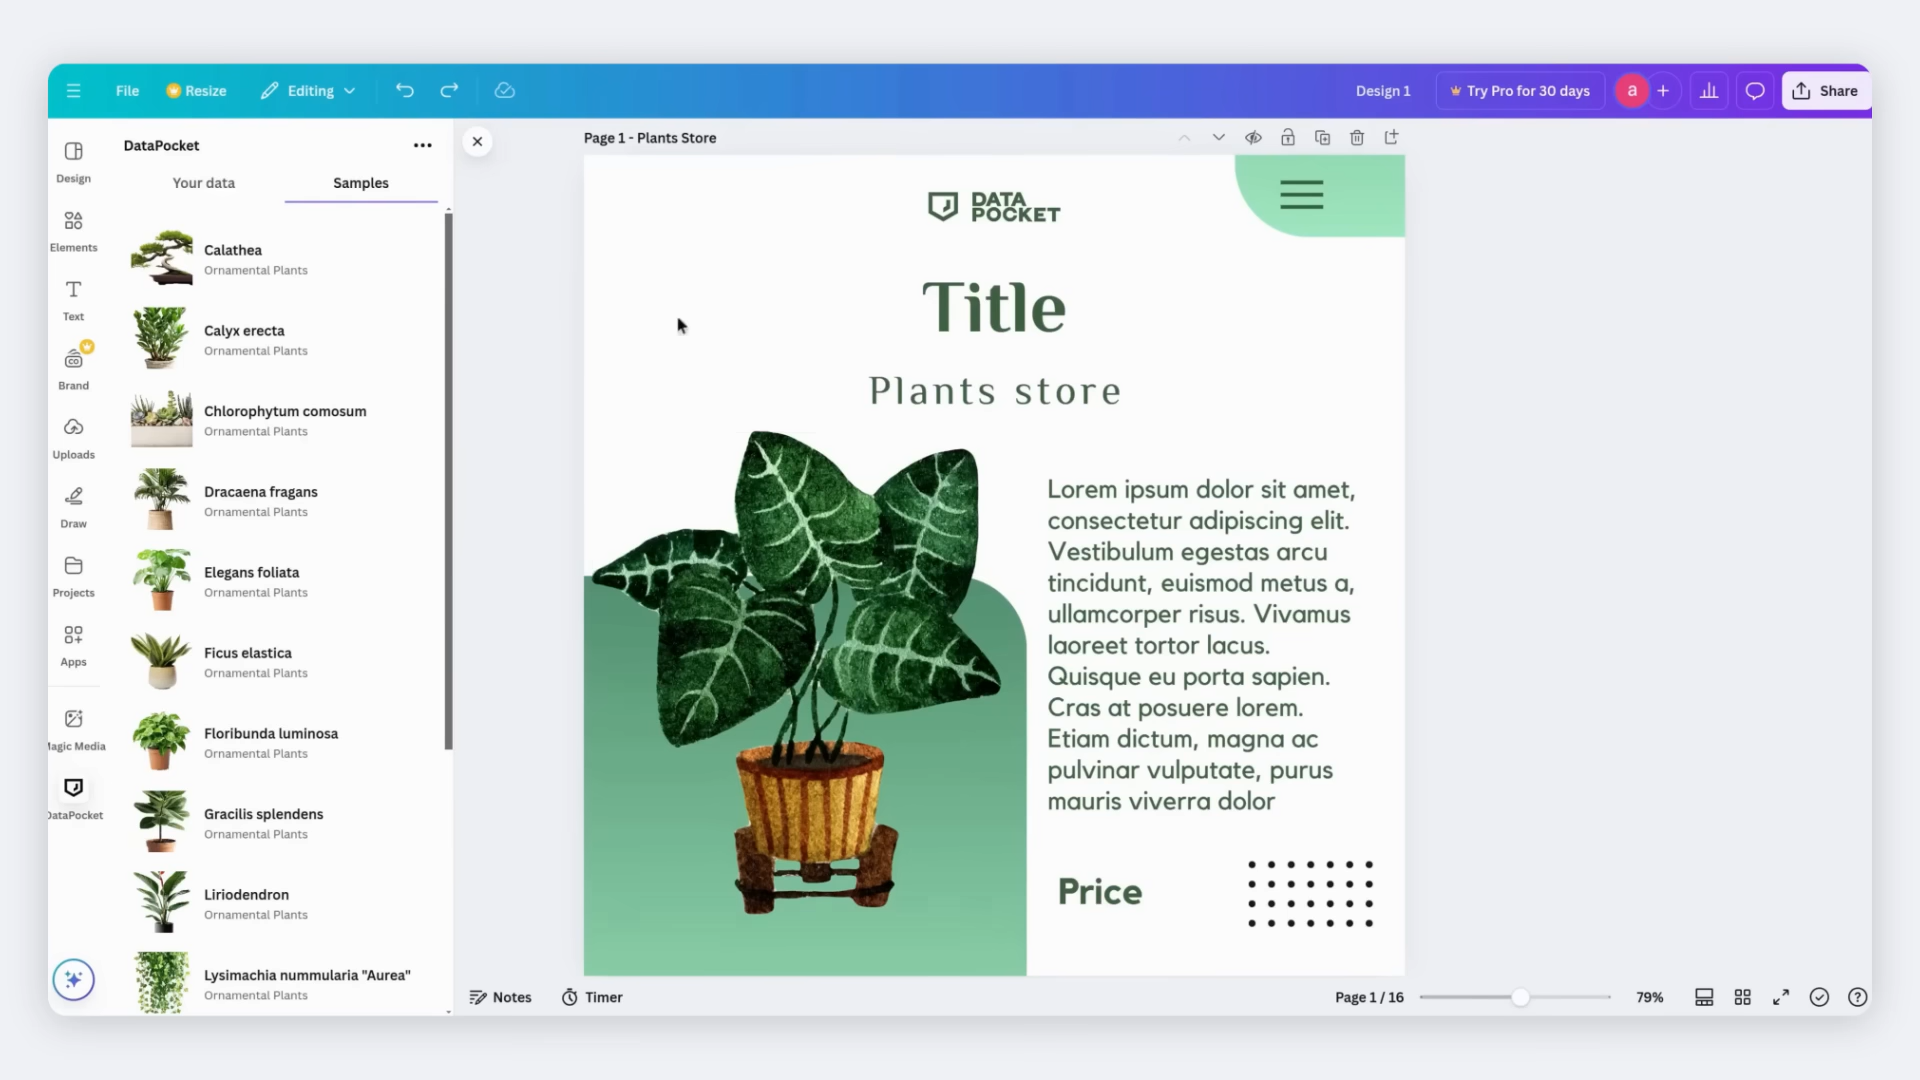 File
Resize
Editing
Design 1
Try Pro for 30 days
a
Share
DataPocket
Your data
Samples
Page 1 - Plants Store
Design
Elements
Text
CO
Brand
Uploads
Draw
Projects
Apps
Magic Media
DataPocket
Calathea
Ornamental Plants
Calyx erecta
Ornamental Plants
Chlorophytum comosum
Ornamental Plants
Dracaena fragans
Ornamental Plants
Elegans foliata
Ornamental Plants
Ficus elastica
Ornamental Plants
Floribunda luminosa
Ornamental Plants
Gracilis splendens
Ornamental Plants
Liriodendron
Ornamental Plants
Lysimachia nummularia "Aurea"
Ornamental Plants
DATA
POCKET
Title
Plants store
Lorem ipsum dolor sit amet,
consectetur adipiscing elit.
Vestibulum egestas arcu
tincidunt, euismod metus a,
ullamcorper risus. Vivamus
laoreet tortor lacus.
Quisque eu porta sapien.
Cras at posuere lorem.
Etiam dictum, magna ac
pulvinar vulputate, purus
mauris viverra dolor
Price
Notes
Timer
Page 1 / 16
79%